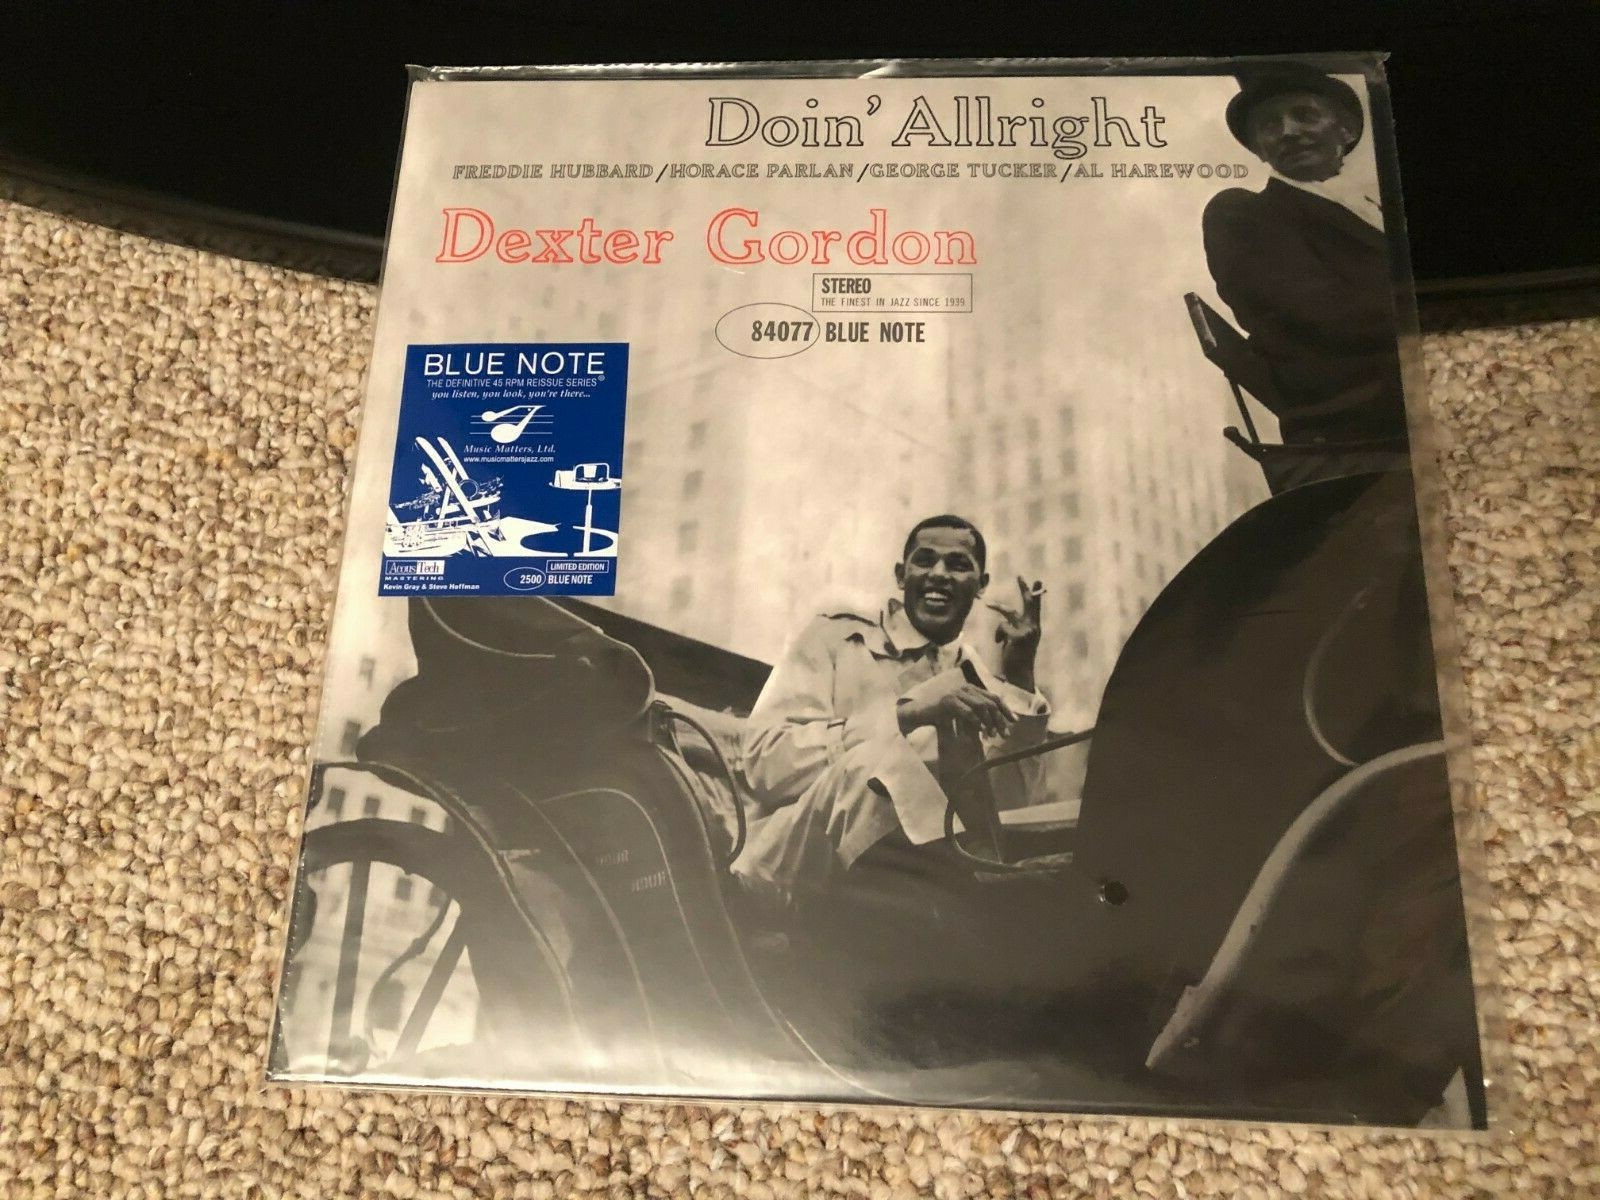 Doin' Allright
FREDDIE HUBBARD/HORACE PARLAN/GEORGE TUCKER/AL HAREWOOD
Dexter Gordon
STEREO
THE FINEST IN JAZZ SINCE 1939
84077 BLUE NOTE
BLUE NOTE
THE DEFINITIVE 45 RPM REISSUE SERIES®
you listen, you look, you're there...
Music Matters, Ltd.
www.musicmattersjazz.com
AcousTech
MASTERING
Kevin Gray & Steve Hoffman
LIMITED EDITION
2500 BLUE NOTE
HOUR
HOUR